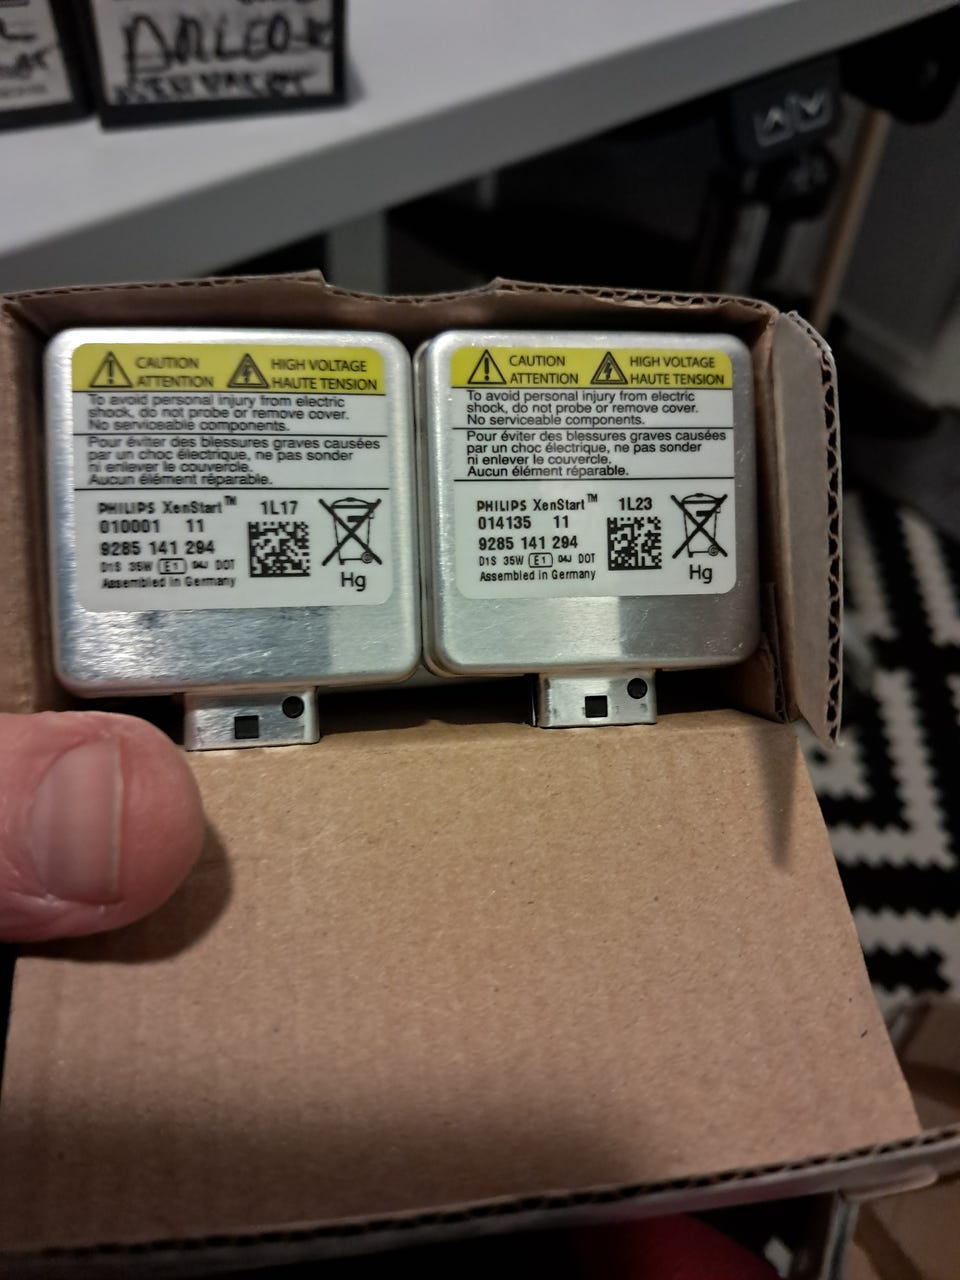 CAUTION
ATTENTION
HIGH VOLTAGE
HAUTE TENSION
To avoid personal injury from electric
shock, do not probe or remove cover.
No serviceable components.
Pour éviter des blessures graves causées
par un choc électrique, ne pas sonder
ni enlever le couvercle.
Aucun élément réparable.
PHILIPS XenStart™ 1L17
010001 11
9285 141 294
D1S 35W E1 04J DOT
Assembled in Germany
Hg
CAUTION
ATTENTION
HIGH VOLTAGE
HAUTE TENSION
To avoid personal injury from electric
shock, do not probe or remove cover.
No serviceable components.
Pour éviter des blessures graves causées
par un choc électrique, ne pas sonder
ni enlever le couvercle.
Aucun élément réparable.
PHILIPS XenStart™ 1L23
014135 11
9285 141 294
D1S 35W E1 04J DOT
Assembled in Germany
Hg